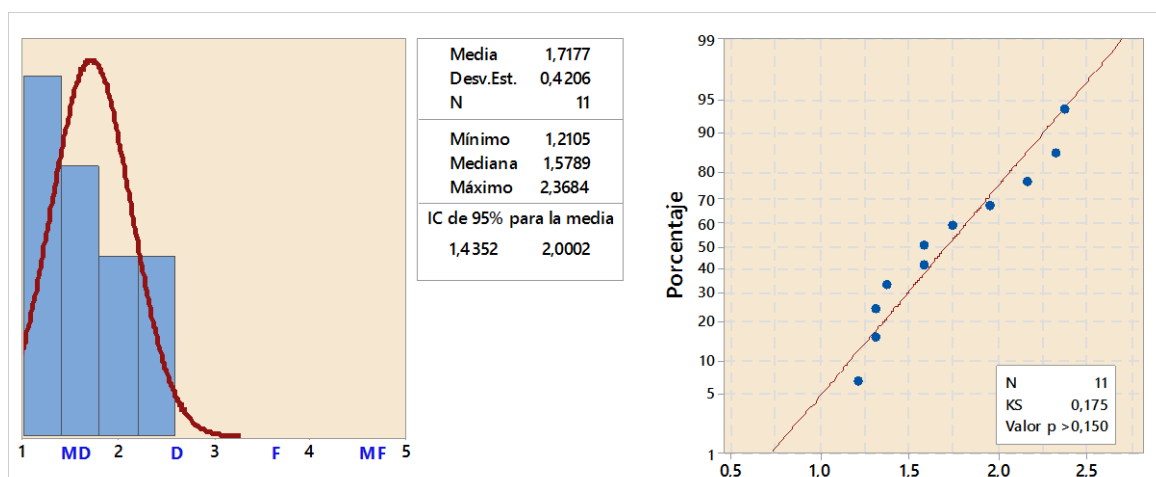 Media 1,7177
Desv.Est. 0,4206
N 11
Mínimo 1,2105
Mediana 1,5789
Máximo 2,3684
IC de 95% para la media
1,4352 2,0002
1 MD 2 D 3 F 4 MF 5
Porcentaje
99
95
90
80
70
60
50
40
30
20
10
5
1
0.5 1.0 1.5 2.0 2.5
N 11
KS 0,175
Valor p >0,150